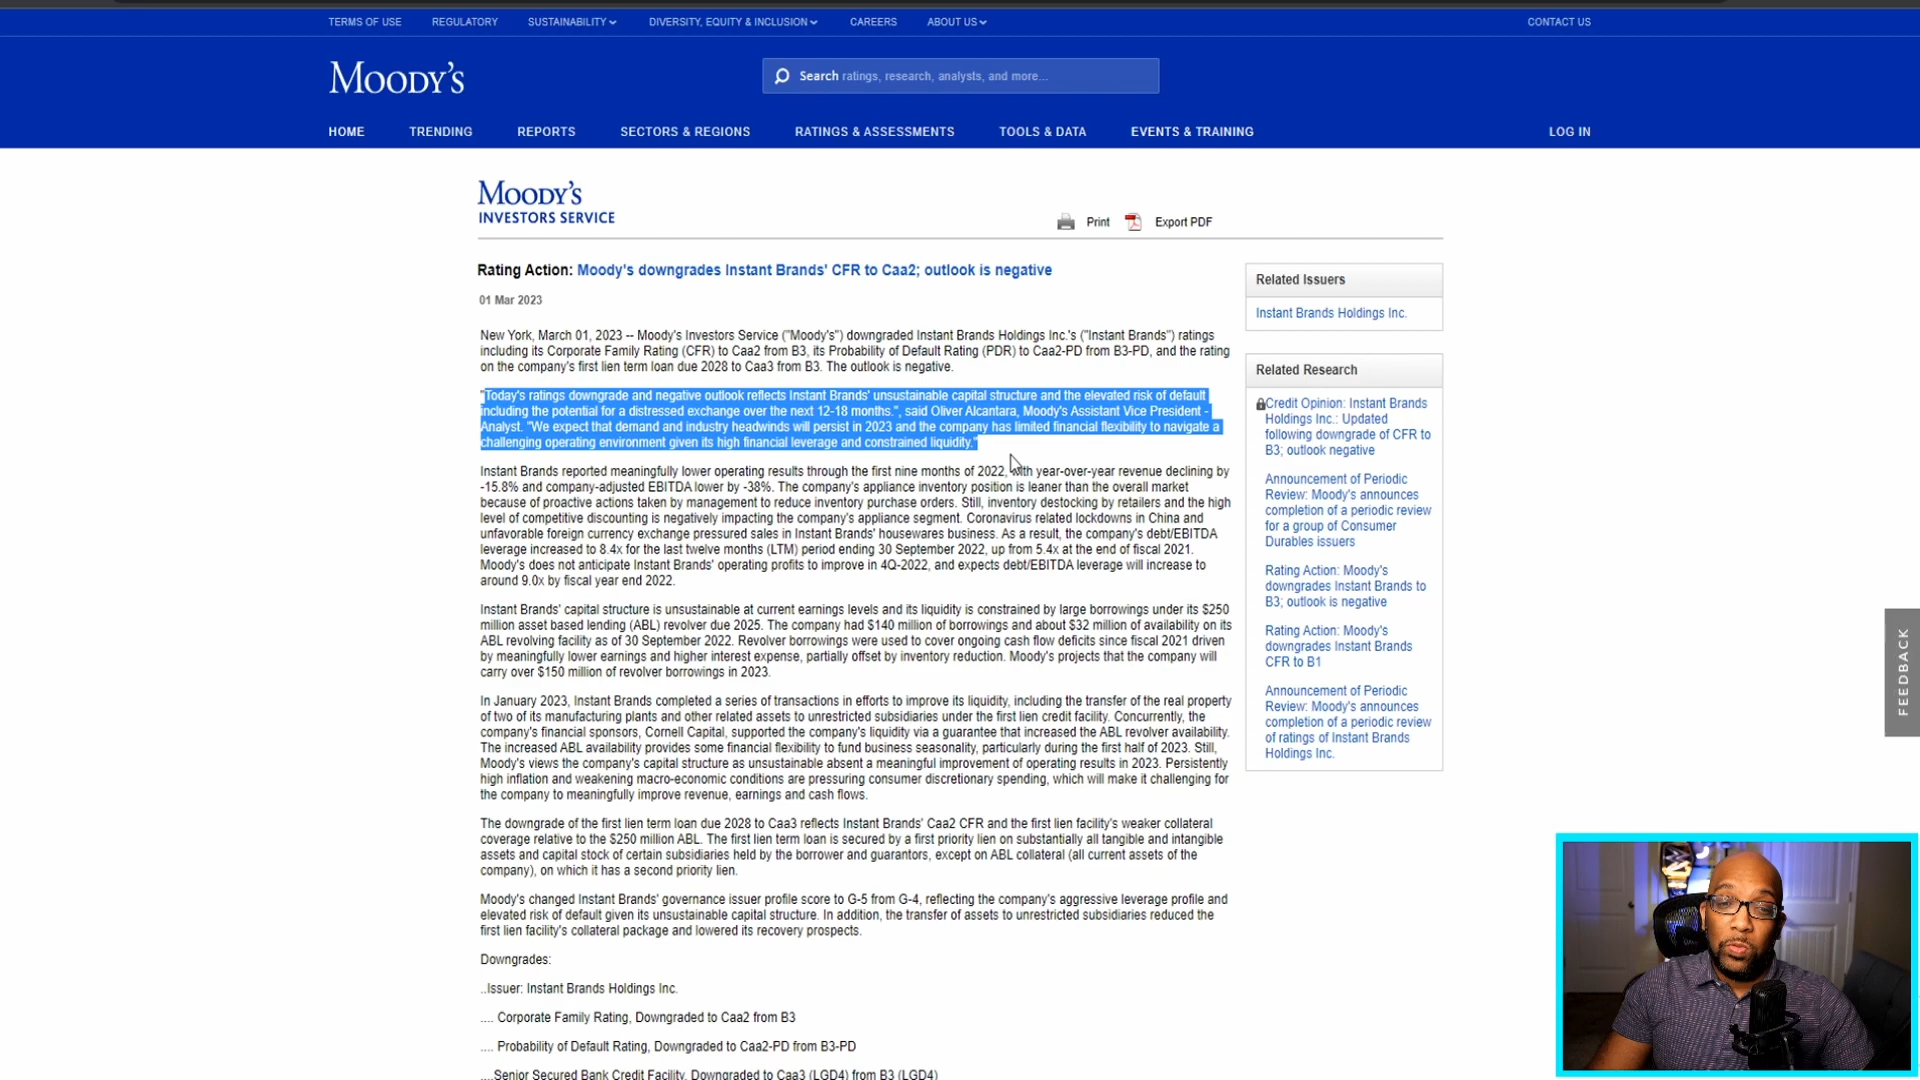 TERMS OF USE REGULATORY SUSTAINABILITY DIVERSITY, EQUITY & INCLUSION CAREERS ABOUT US CONTACT US
MOODY'S
Search ratings, research, analysts, and more...
HOME TRENDING REPORTS SECTORS & REGIONS RATINGS & ASSESSMENTS TOOLS & DATA EVENTS & TRAINING LOG IN
MOODY'S
INVESTORS SERVICE
Print Export PDF
Rating Action: Moody's downgrades Instant Brands' CFR to Caa2; outlook is negative
01 Mar 2023
New York, March 01, 2023 -- Moody's Investors Service ("Moody's") downgraded Instant Brands Holdings Inc.'s ("Instant Brands") ratings
including its Corporate Family Rating (CFR) to Caa2 from B3, its Probability of Default Rating (PDR) to Caa2-PD from B3-PD, and the rating
on the company's first lien term loan due 2028 to Caa3 from B3. The outlook is negative.
"Today's ratings downgrade and negative outlook reflects Instant Brands' unsustainable capital structure and the elevated risk of default
including the potential for a distressed exchange over the next 12-18 months.", said Oliver Alcantara, Moody's Assistant Vice President -
Analyst. "We expect that demand and industry headwinds will persist in 2023 and the company has limited financial flexibility to navigate a
challenging operating environment given its high financial leverage and constrained liquidity."
Instant Brands reported meaningfully lower operating results through the first nine months of 2022, with year-over-year revenue declining by
-15.8% and company-adjusted EBITDA lower by -38%. The company's appliance inventory position is leaner than the overall market
because of proactive actions taken by management to reduce inventory purchase orders. Still, inventory destocking by retailers and the high
level of competitive discounting is negatively impacting the company's appliance segment. Coronavirus related lockdowns in China and
unfavorable foreign currency exchange pressured sales in Instant Brands' housewares business. As a result, the company's debt/EBITDA
leverage increased to 8.4x for the last twelve months (LTM) period ending 30 September 2022, up from 5.4x at the end of fiscal 2021.
Moody's does not anticipate Instant Brands' operating profits to improve in 4Q-2022, and expects debt/EBITDA leverage will increase to
around 9.0x by fiscal year end 2022.
Instant Brands' capital structure is unsustainable at current earnings levels and its liquidity is constrained by large borrowings under its $250
million asset based lending (ABL) revolver due 2025. The company had $140 million of borrowings and about $32 million of availability on its
ABL revolving facility as of 30 September 2022. Revolver borrowings were used to cover ongoing cash flow deficits since fiscal 2021 driven
by meaningfully lower earnings and higher interest expense, partially offset by inventory reduction. Moody's projects that the company will
carry over $150 million of revolver borrowings in 2023.
In January 2023, Instant Brands completed a series of transactions in efforts to improve its liquidity, including the transfer of the real property
of two of its manufacturing plants and other related assets to unrestricted subsidiaries under the first lien credit facility. Concurrently, the
company's financial sponsors, Cornell Capital, supported the company's liquidity via a guarantee that increased the ABL revolver availability.
The increased ABL availability provides some financial flexibility to fund business seasonality, particularly during the first half of 2023. Still,
Moody's views the company's capital structure as unsustainable absent a meaningful improvement of operating results in 2023. Persistently
high inflation and weakening macro-economic conditions are pressuring consumer discretionary spending, which will make it challenging for
the company to meaningfully improve revenue, earnings and cash flows.
The downgrade of the first lien term loan due 2028 to Caa3 reflects Instant Brands' Caa2 CFR and the first lien facility's weaker collateral
coverage relative to the $250 million ABL. The first lien term loan is secured by a first priority lien on substantially all tangible and intangible
assets and capital stock of certain subsidiaries held by the borrower and guarantors, except on ABL collateral (all current assets of the
company), on which it has a second priority lien.
Moody's changed Instant Brands' governance issuer profile score to G-5 from G-4, reflecting the company's aggressive leverage profile and
elevated risk of default given its unsustainable capital structure. In addition, the transfer of assets to unrestricted subsidiaries reduced the
first lien facility's collateral package and lowered its recovery prospects.
Downgrades:
..Issuer: Instant Brands Holdings Inc.
.... Corporate Family Rating, Downgraded to Caa2 from B3
.... Probability of Default Rating, Downgraded to Caa2-PD from B3-PD
....Senior Secured Bank Credit Facility, Downgraded to Caa3 (LGD4) from B3 (LGD4)
Related Issuers
Instant Brands Holdings Inc.
Related Research
Credit Opinion: Instant Brands
Holdings Inc.: Updated
following downgrade of CFR to
B3; outlook negative
Announcement of Periodic
Review: Moody's announces
completion of a periodic review
for a group of Consumer
Durables issuers
Rating Action: Moody's
downgrades Instant Brands to
B3; outlook is negative
Rating Action: Moody's
downgrades Instant Brands
CFR to B1
Announcement of Periodic
Review: Moody's announces
completion of a periodic review
of ratings of Instant Brands
Holdings Inc.
FEEDBACK